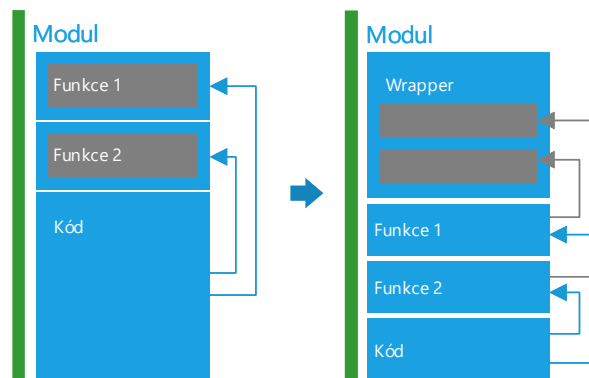 Modul
Funkce 1
Funkce 2
Kód
Modul
Wrapper
Funkce 1
Funkce 2
Kód